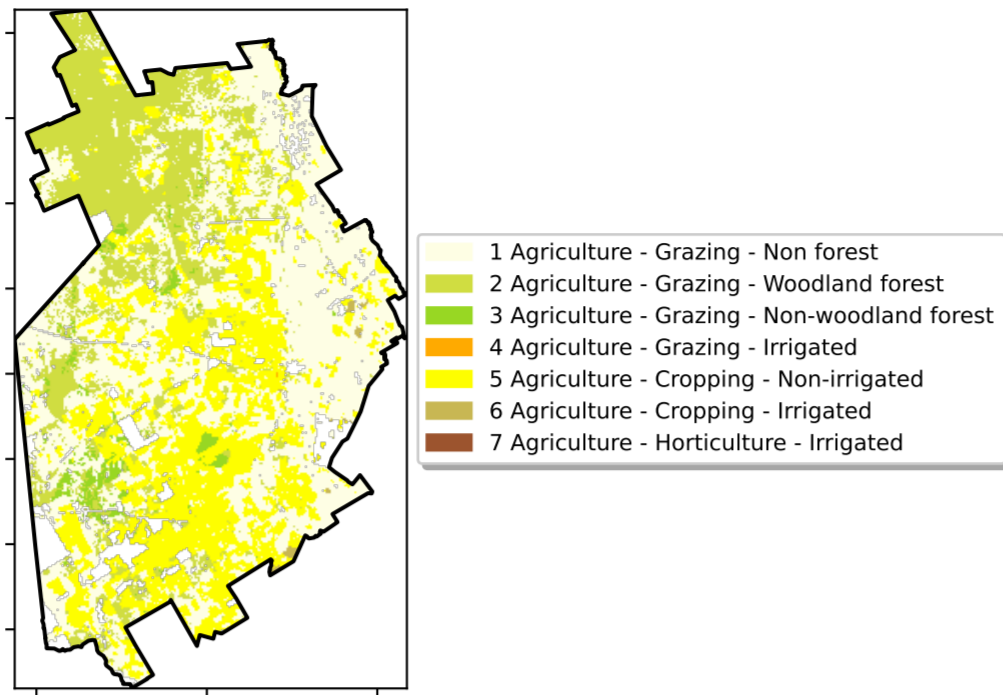 1 Agriculture - Grazing - Non forest
2 Agriculture - Grazing - Woodland forest
3 Agriculture - Grazing - Non-woodland forest
4 Agriculture - Grazing - Irrigated
5 Agriculture - Cropping - Non-irrigated
6 Agriculture - Cropping - Irrigated
7 Agriculture - Horticulture - Irrigated